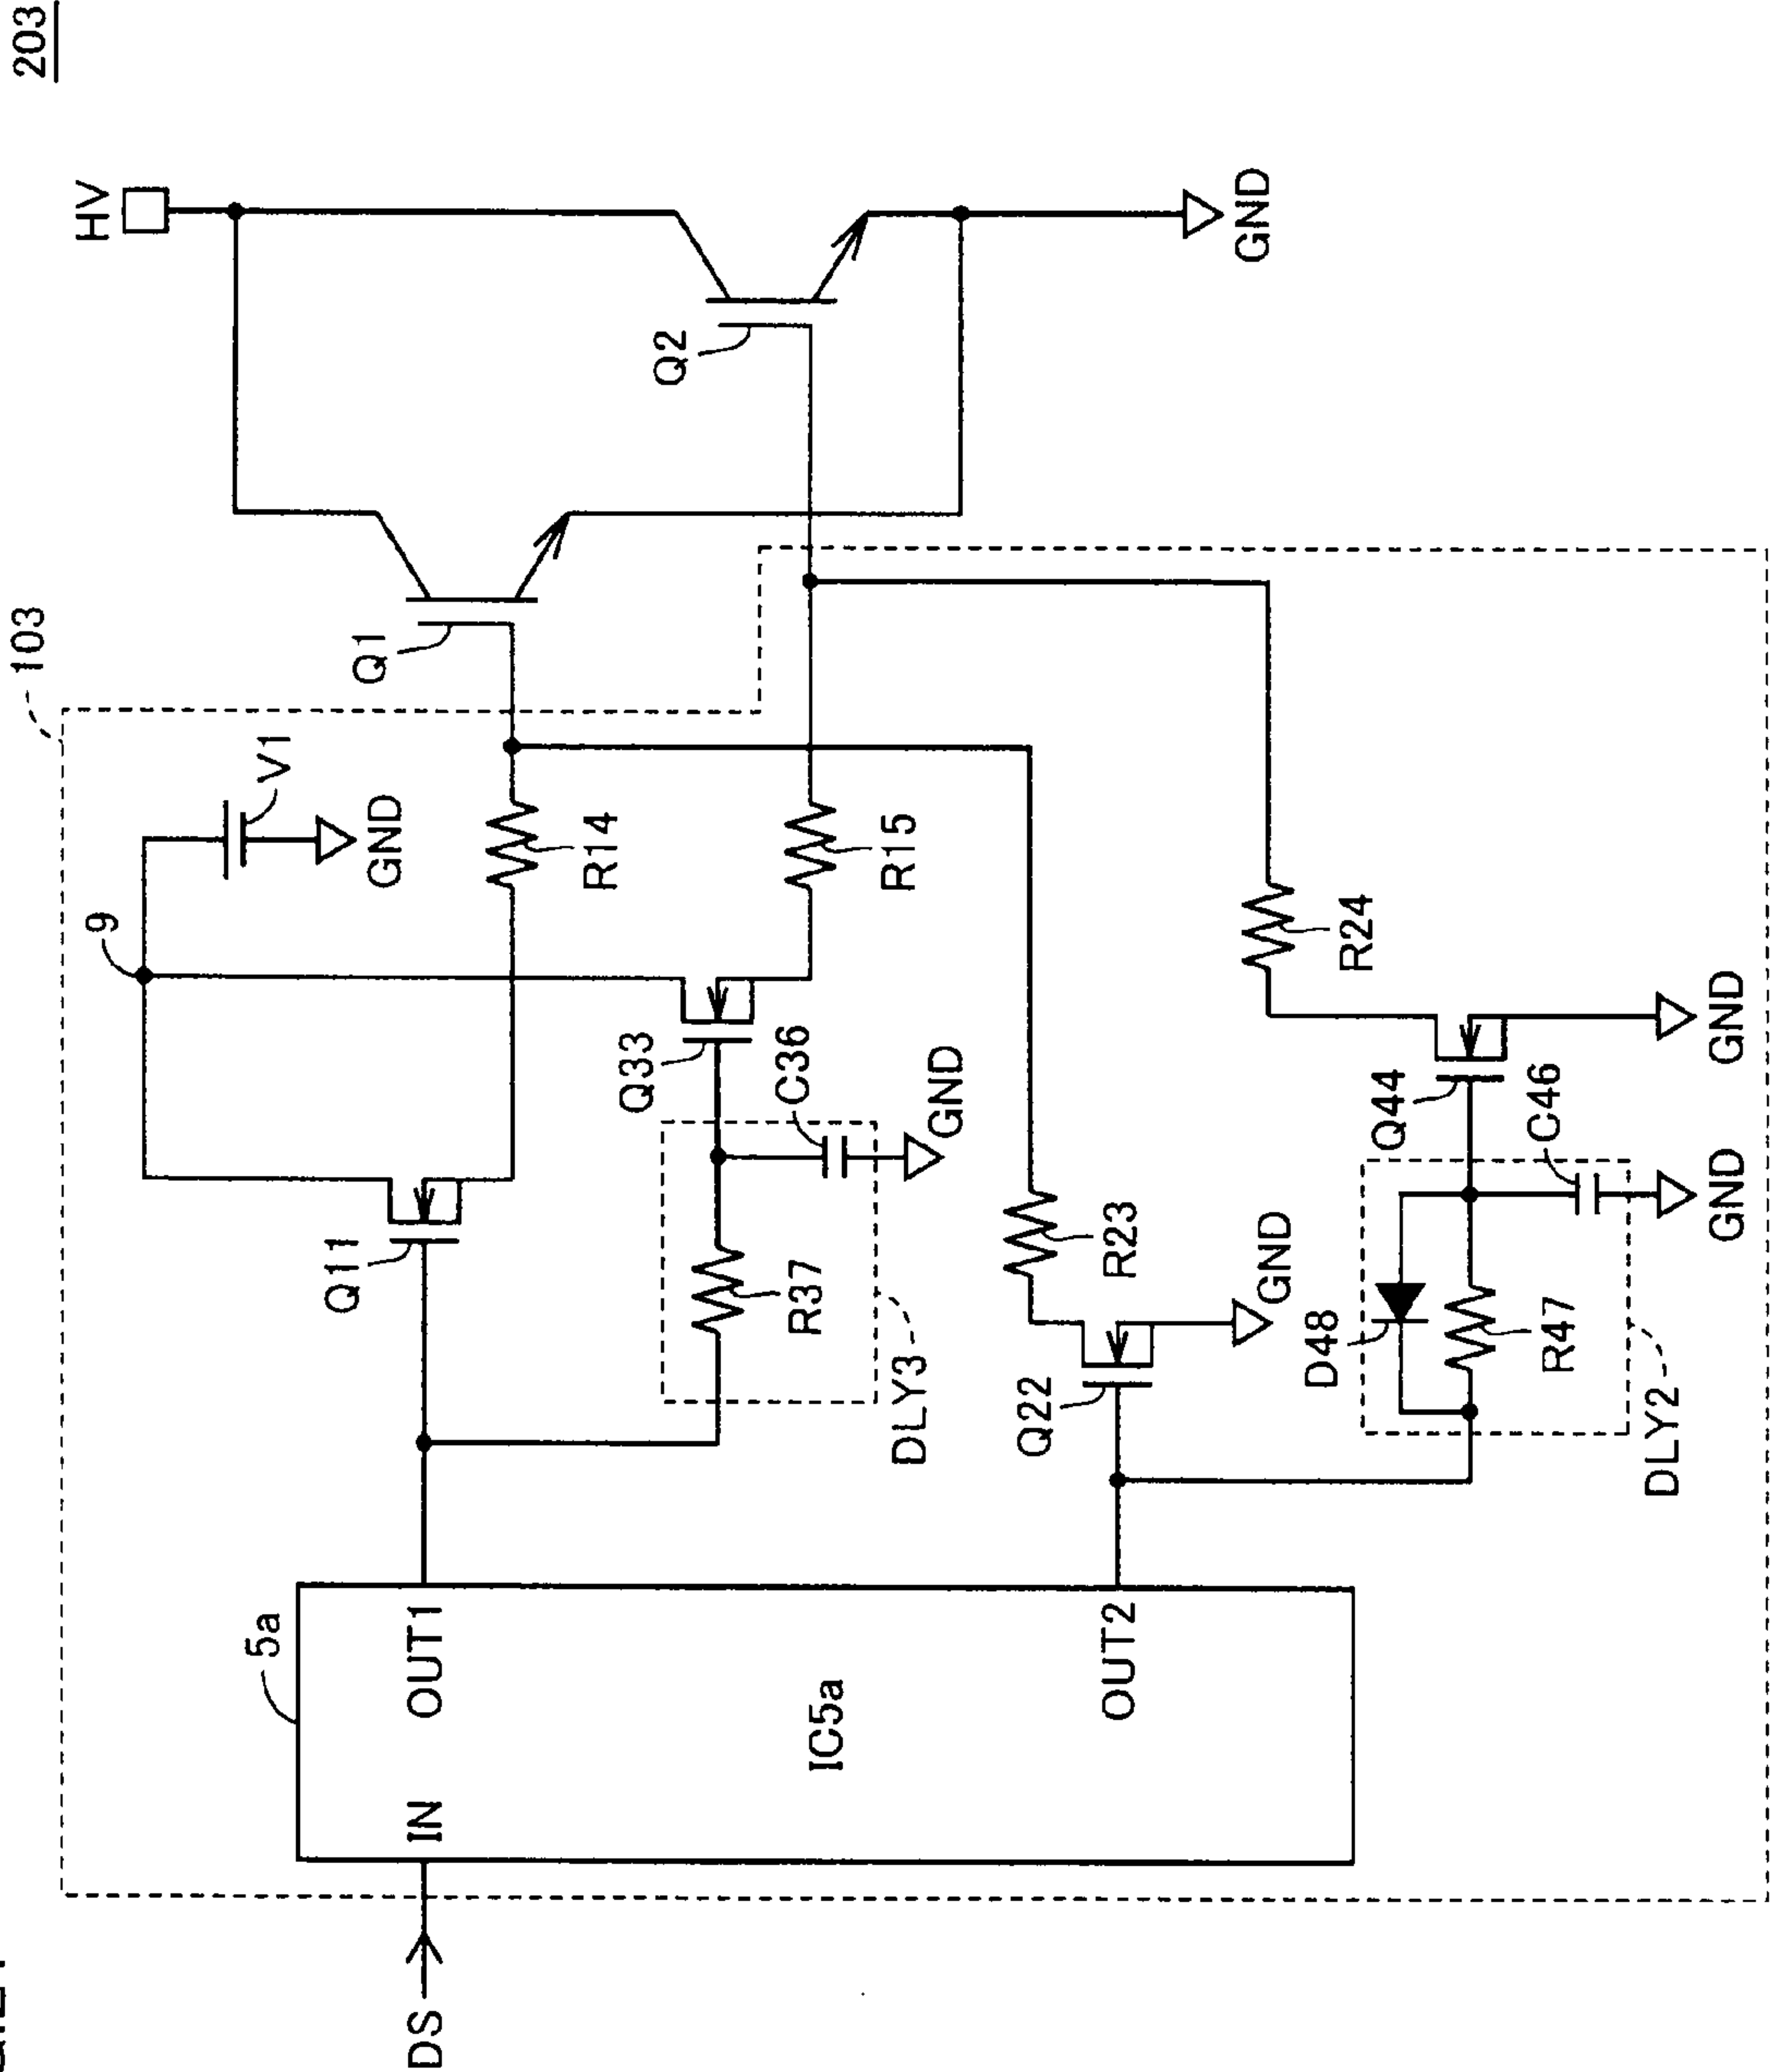 203
103
HV
9
V1
GND
Q1
Q2
GND
Q11
R14
Q33
R15
C36
GND
R37
DLY3
5a
DS
IN
OUT1
IC5a
OUT2
Q22
R23
GND
R24
Q44
GND
D48
C46
GND
R47
DLY2